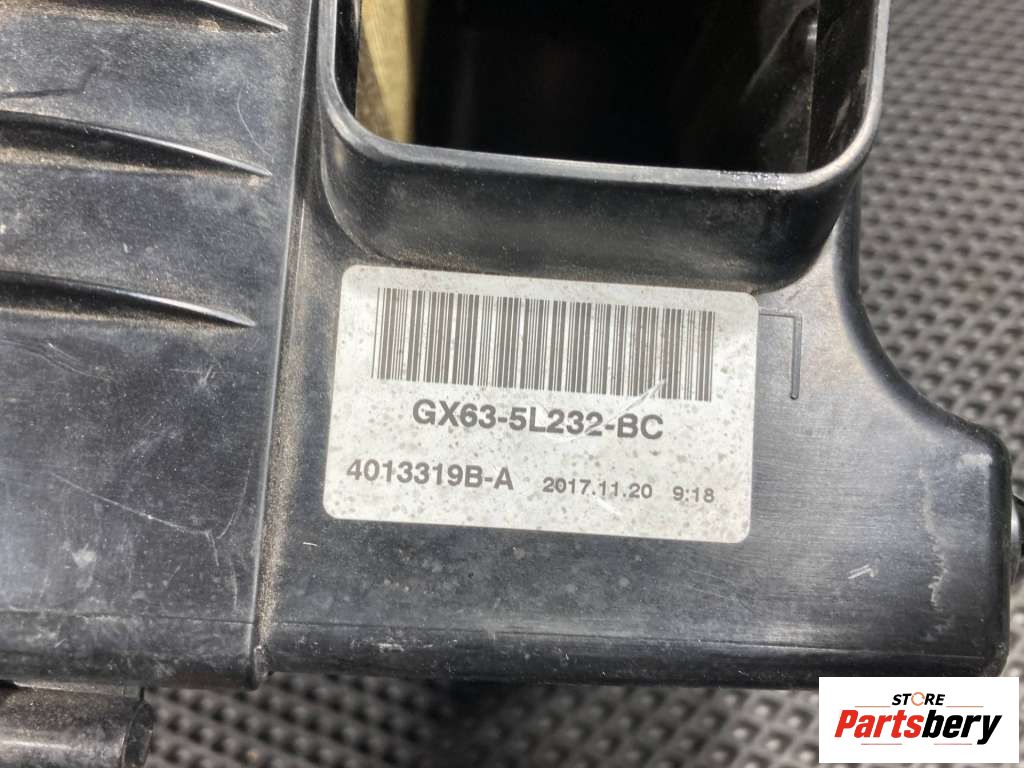 GX63-5L232-BC
4013319B-A 2017.11.20 9:18
STORE
Partsbery